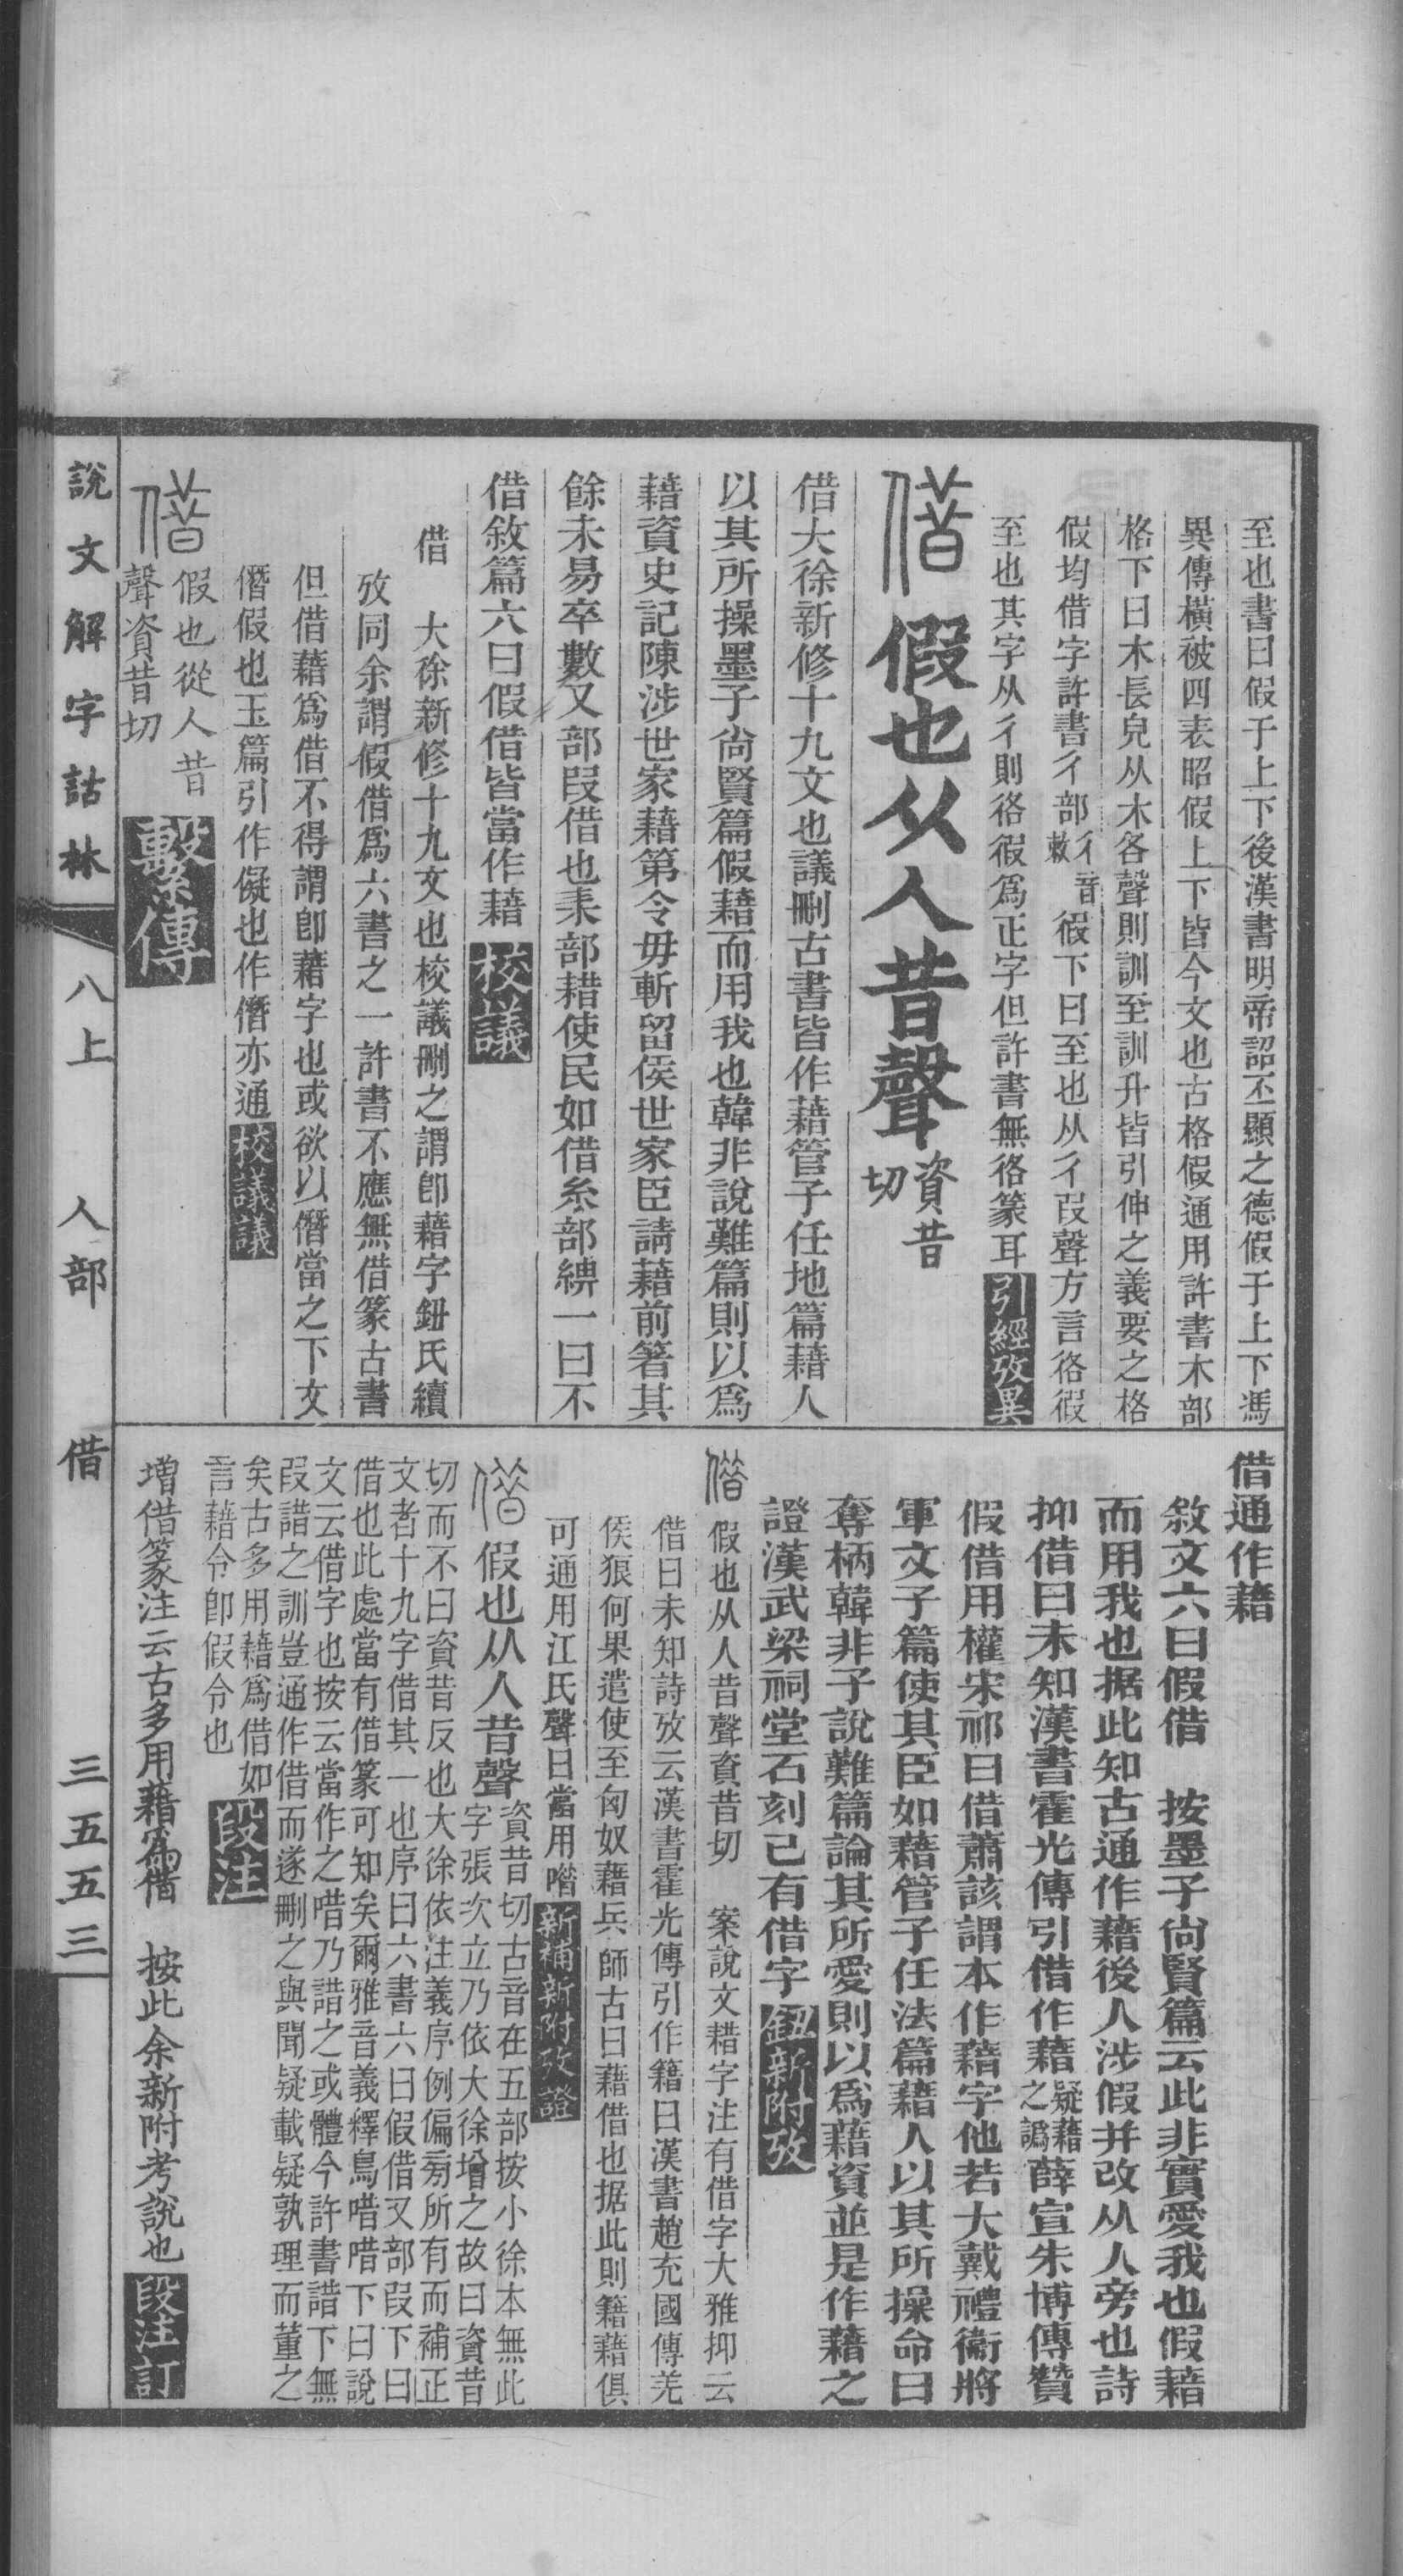 至也書曰假于上下後漢書明帝詔丕顯之德假于上下馮
異傳橫被四表昭假上下皆今文也古格假通用許書木部
格下曰木長皃从木各聲則訓至訓升皆引伸之義要之格
假均借字許書彳部彳音敕徦下曰至也从彳叚聲方言徦
至也其字从彳則徦爲正字但許書無篆耳引經攷異
借 假也从人昔聲 資昔切
借大徐新修十九文也議刪古書皆作藉管子任地篇藉人
以其所操墨子尙賢篇假藉而用我也韓非說難篇則以爲
藉資史記陳涉世家藉第令毋斬留侯世家臣請藉前箸其
餘未易卒數又部叚借也耒部耤使民如借糸部一曰不
借敘篇六曰假借皆當作藉 校議
借 大徐新修十九文也校議刪之謂卽藉字鈕氏續
攷同余謂假借爲六書之一許書不應無借篆古書
但借藉爲借不得謂卽藉字也或欲以僭當之下文
僭假也玉篇引作儗也作僭亦通校議議
借 假也從人昔
聲資昔切 繫傳
借通作藉
敘文六曰假借 按墨子尙賢篇云此非實愛我也假藉
而用我也据此知古通作藉後人涉假并改从人旁也詩
抑借曰未知漢書霍光傳引借作藉疑藉之譌薛宣朱博傳贊
假借用權宋祁曰借蕭該謂本作藉字他若大戴禮衞將
軍文子篇使其臣如藉管子任法篇藉人以其所操命曰
奪柄韓非子說難篇論其所愛則以爲藉資並是作藉之
證漢武梁祠堂石刻已有借字 鈕新附攷
借 假也从人昔聲資昔切 案說文耤字注有借字大雅抑云
借曰未知詩攷云漢書霍光傳引作籍曰漢書趙充國傳羌
侯狼何果遣使至匈奴藉兵師古曰藉借也据此則籍藉俱
可通用江氏聲曰當用 新補新附攷證
借 假也从人昔聲 資昔切古音在五部按小徐本無此
字張次立乃依大徐增之故曰資昔
切而不曰資昔反也大徐依注義序例偏旁所有而補正
文者十九字借其一也序曰六書六曰假借又部叚下曰
借也此處當有借篆可知矣爾雅音義釋鳥唶唶下曰說
文云借字也按云當作之唶乃諎之或體今許書諎下無
叚諎之訓豈通作借而遂刪之與聞疑載疑孰理而董之
矣古多用藉爲借如
言藉令卽假令也 段注
增借篆注云古多用藉爲借 按此余新附考說也 段注訂
說文解字詁林 八上 人部 借 三五五三